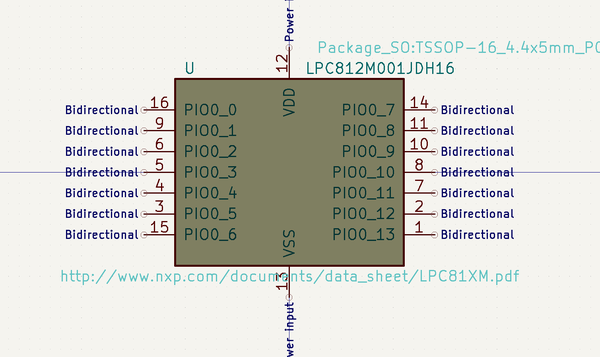 Power i
Package_SO:TSSOP-16_4.4x5mm_P0
U LPC812M001JDH16
12
VDD
Bidirectional 16 PIO0_0 PIO0_7 14 Bidirectional
Bidirectional 9 PIO0_1 PIO0_8 11 Bidirectional
Bidirectional 6 PIO0_2 PIO0_9 10 Bidirectional
Bidirectional 5 PIO0_3 PIO0_10 8 Bidirectional
Bidirectional 4 PIO0_4 PIO0_11 7 Bidirectional
Bidirectional 3 PIO0_5 PIO0_12 2 Bidirectional
Bidirectional 15 PIO0_6 PIO0_13 1 Bidirectional
VSS
http://www.nxp.com/documents/data_sheet/LPC81XM.pdf
13
wer input